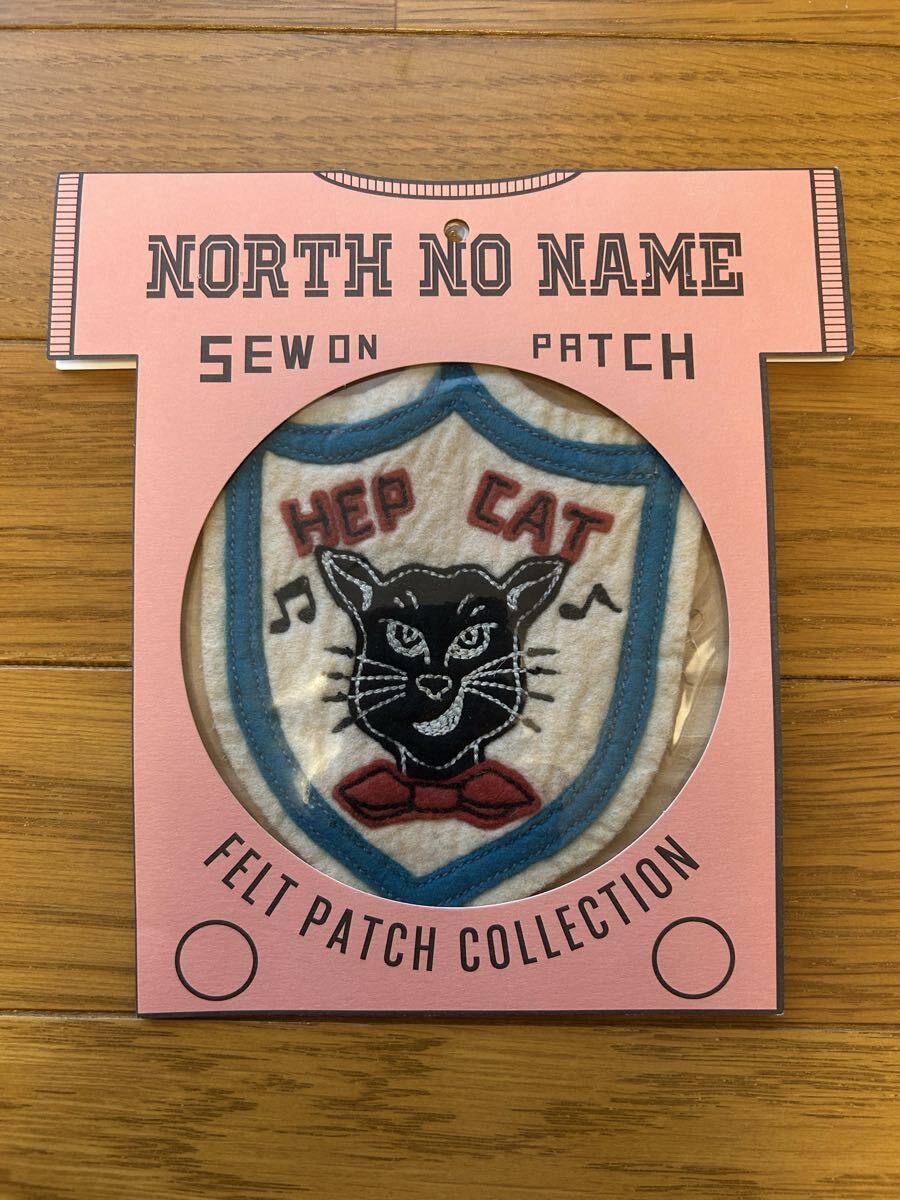 NORTH NO NAME
SEW ON PATCH
HEP CAT
FELT PATCH COLLECTION